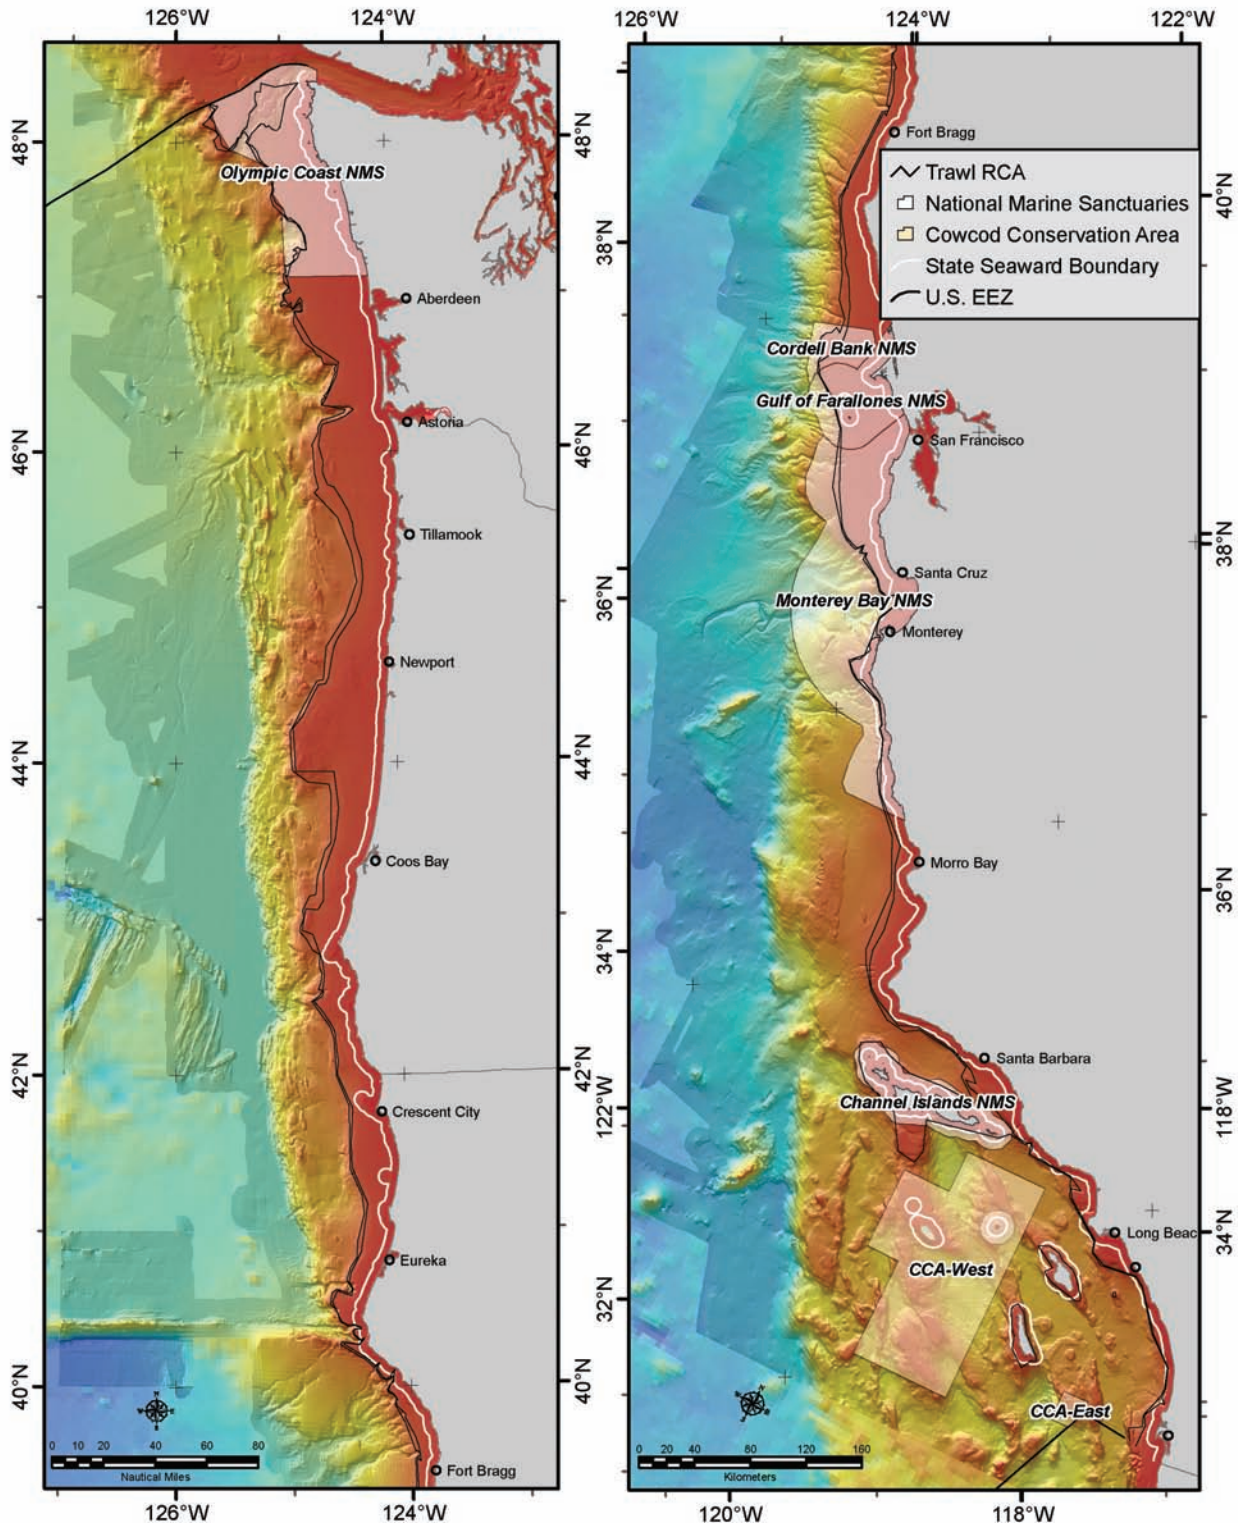 126°W
124°W
126°W
124°W
122°W
48°N
48°N
Olympic Coast NMS
Aberdeen
Astoria
46°N
46°N
Tillamook
Newport
44°N
44°N
Coos Bay
42°N
42°N
Crescent City
Eureka
40°N
40°N
Fort Bragg
0 10 20 40 60 80
Nautical Miles
126°W
124°W
Fort Bragg
Trawl RCA
National Marine Sanctuaries
Cowcod Conservation Area
State Seaward Boundary
U.S. EEZ
40°N
38°N
Cordell Bank NMS
Gulf of Farallones NMS
San Francisco
38°N
Santa Cruz
36°N
Monterey Bay NMS
Monterey
Morro Bay
36°N
34°N
Santa Barbara
122°W
Channel Islands NMS
118°W
Long Beac
34°N
CCA-West
32°N
CCA-East
0 20 40 80 120 160
Kilometers
120°W
118°W